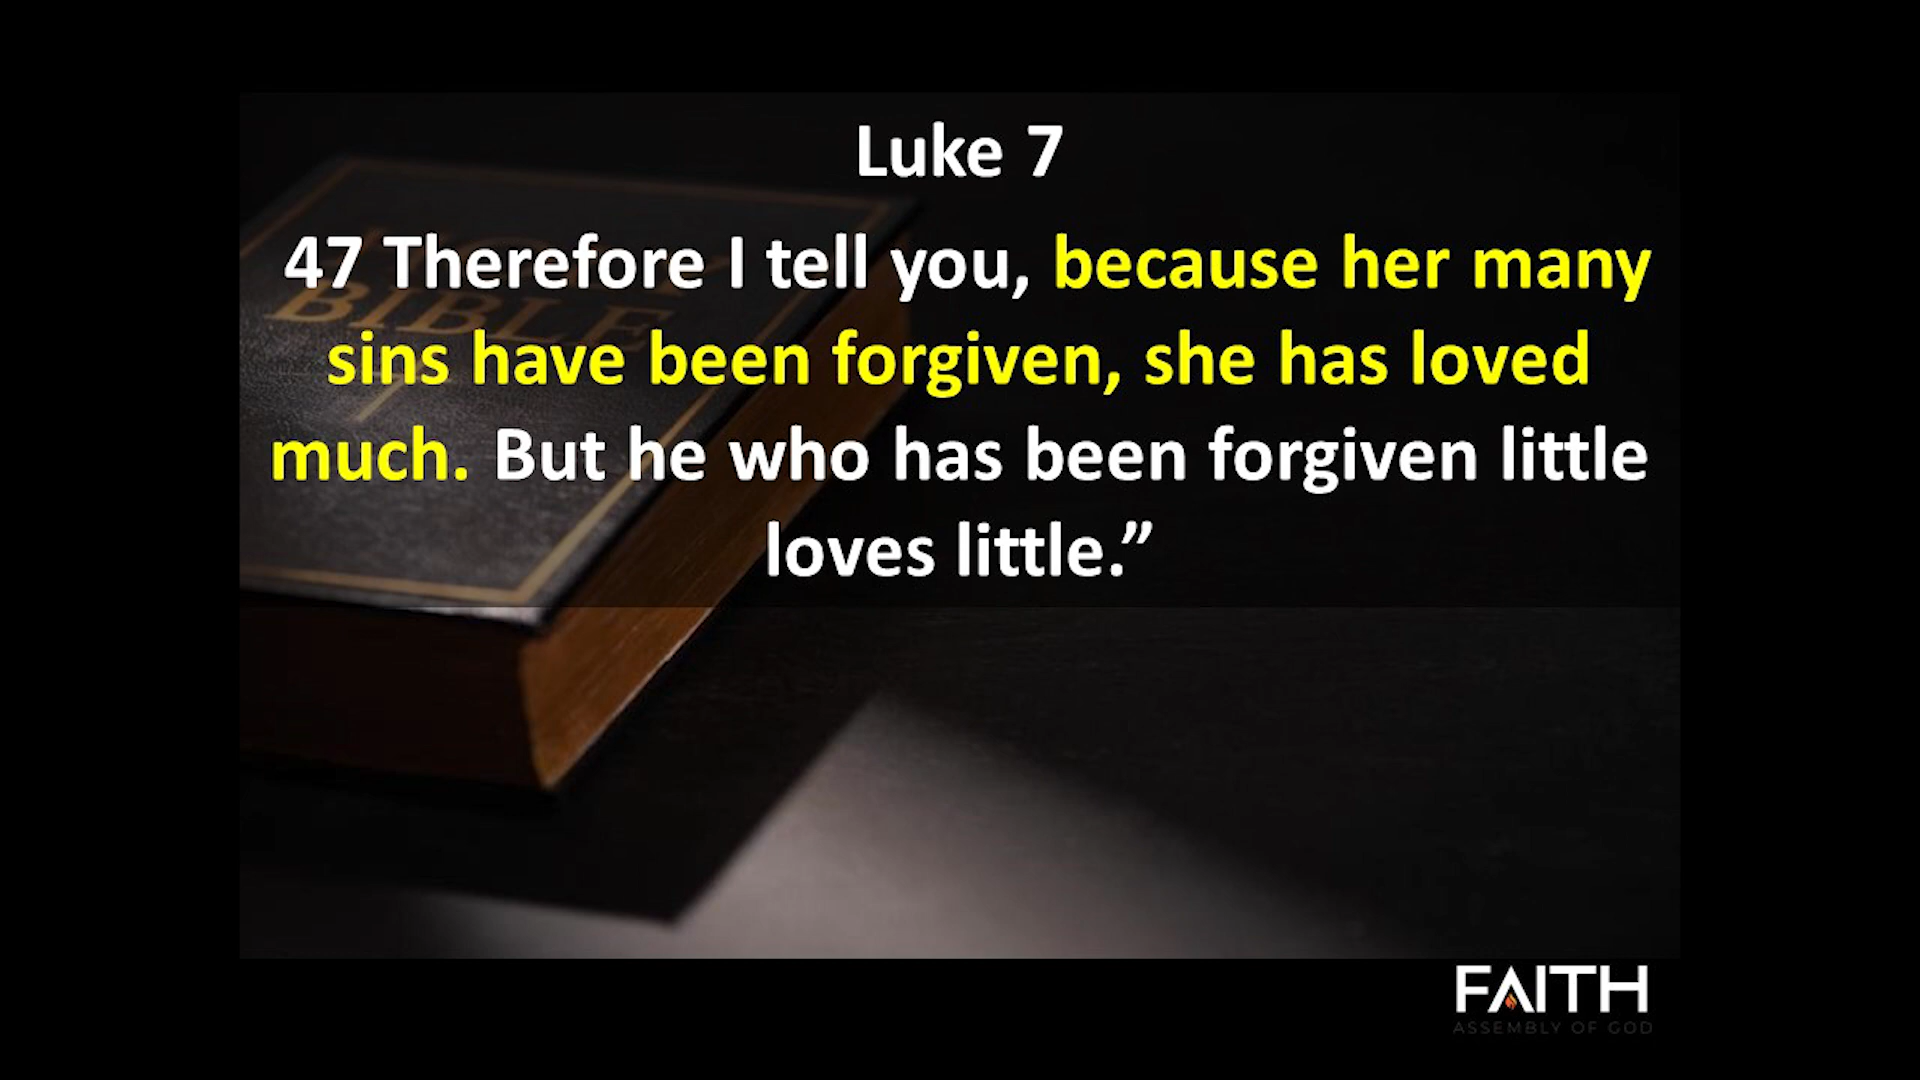 Luke 7
47 Therefore I tell you, because her many
sins have been forgiven, she has loved
much. But he who has been forgiven little
loves little.”
BIBLE
FAITH
ASSEMBLY OF GOD